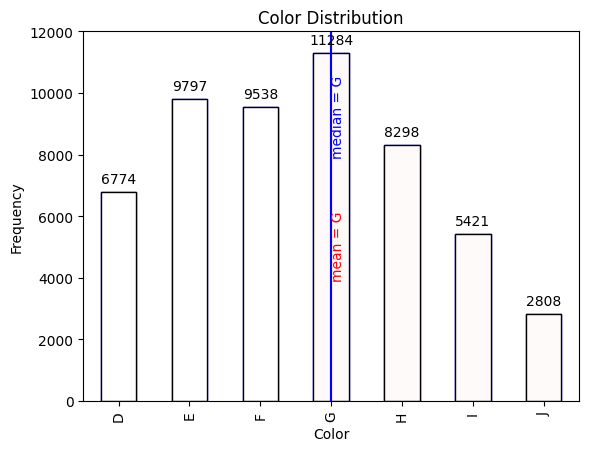 Color Distribution
12000
10000
8000
6000
4000
2000
0
Frequency
6774
9797
9538
11284
8298
5421
2808
median = G
mean = G
D
E
F
G
H
I
J
Color